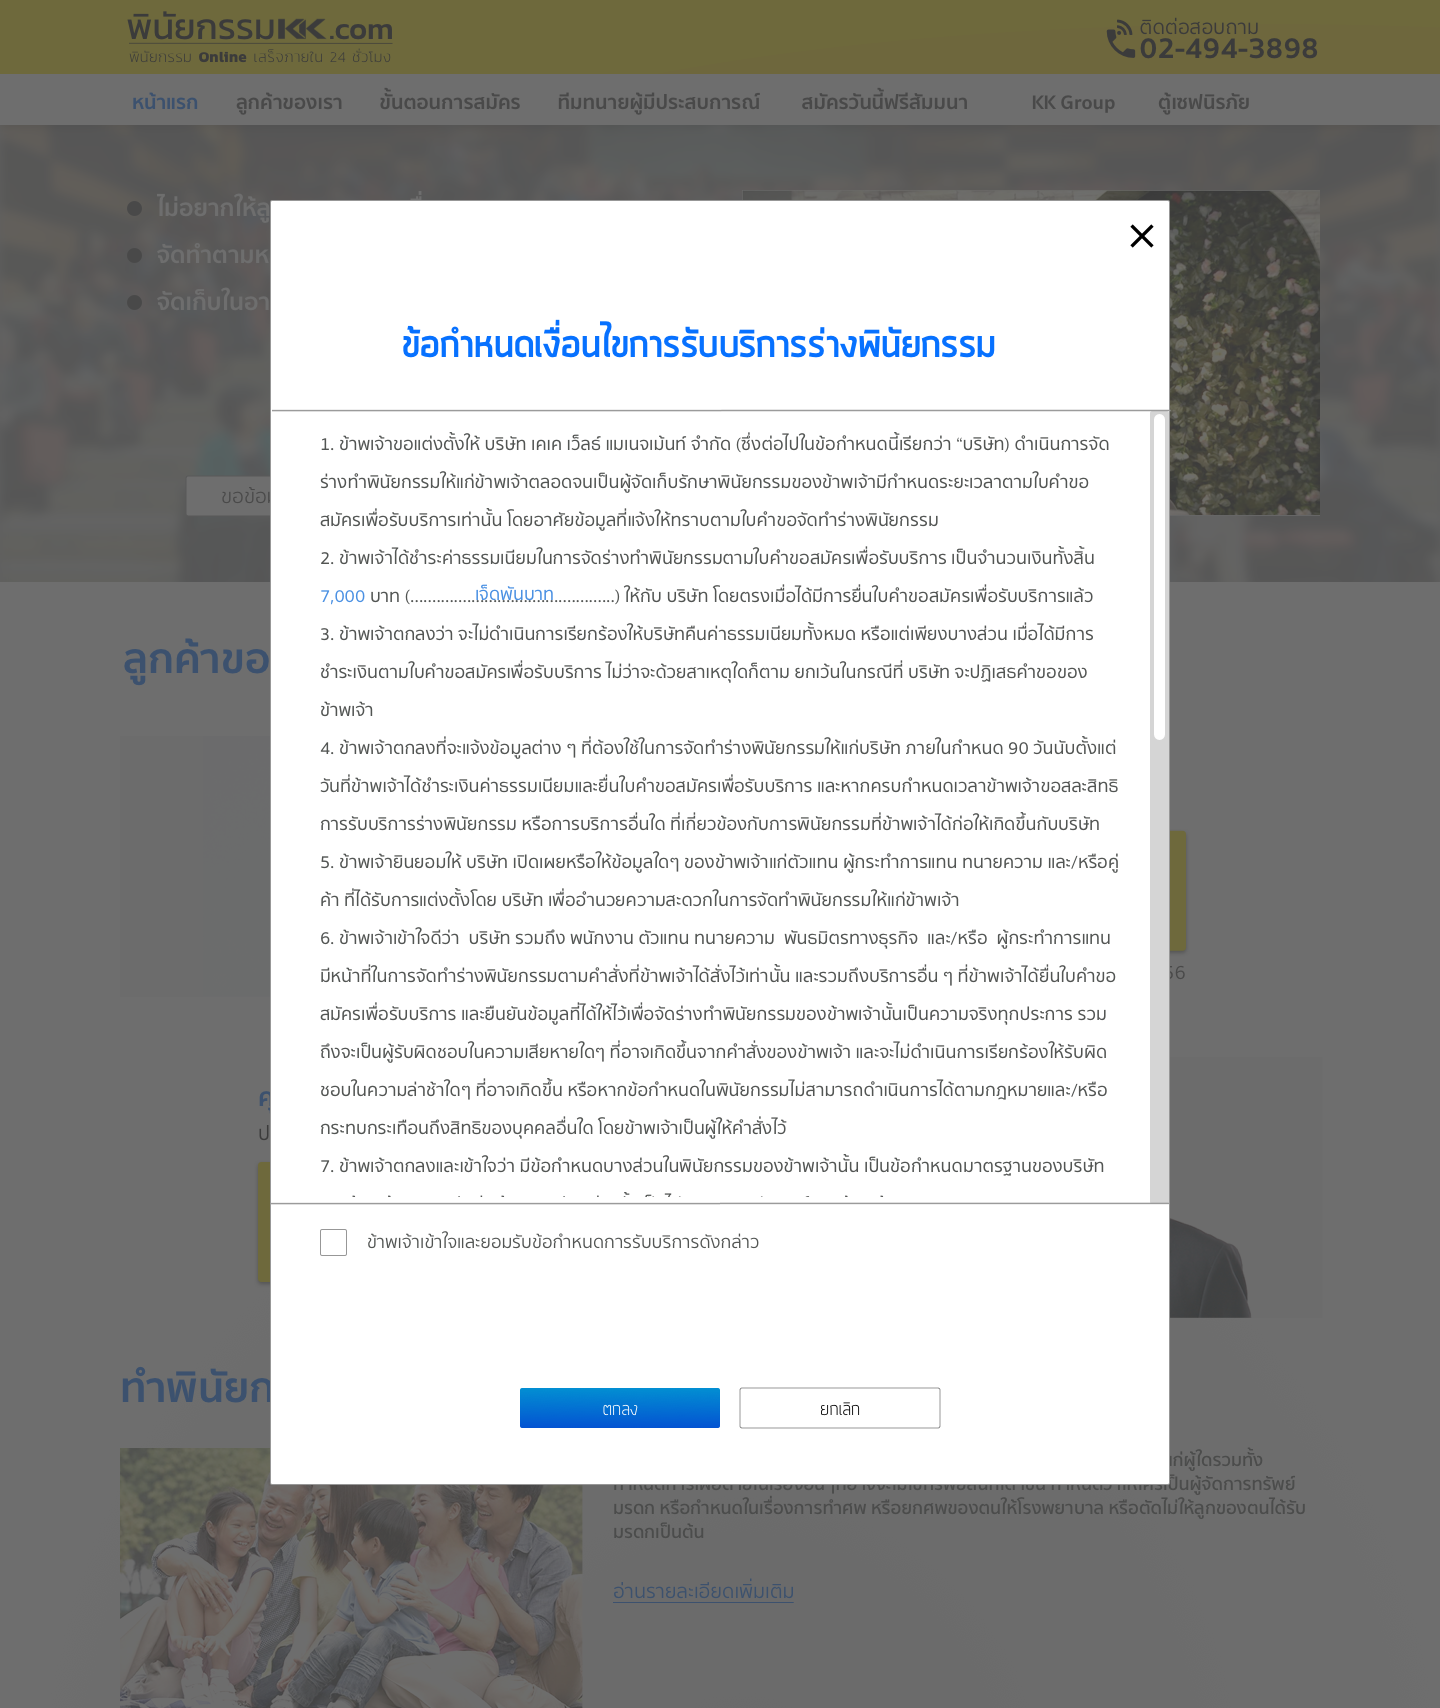 พินัยกรรมKK.com
พินัยกรรม Online เสร็จภายใน 24 ชั่วโมง
ติดต่อสอบถาม
02-494-3898
หน้าแรก ลูกค้าของเรา ขั้นตอนการสมัคร ทีมทนายผู้มีประสบการณ์ สมัครวันนี้ฟรีสัมมนา KK Group ตู้เซฟนิรภัย
ไม่อยากให้ลู
จัดทำตามห
จัดเก็บในอา
ขอข้อ
ข้อกำหนดเงื่อนไขการรับบริการร่างพินัยกรรม
1. ข้าพเจ้าขอแต่งตั้งให้ บริษัท เคเค เว็ลธ์ แมเนจเม้นท์ จำกัด (ซึ่งต่อไปในข้อกำหนดนี้เรียกว่า “บริษัท) ดำเนินการจัด
ร่างทำพินัยกรรมให้แก่ข้าพเจ้าตลอดจนเป็นผู้จัดเก็บรักษาพินัยกรรมของข้าพเจ้ามีกำหนดระยะเวลาตามใบคำขอ
สมัครเพื่อรับบริการเท่านั้น โดยอาศัยข้อมูลที่แจ้งให้ทราบตามใบคำขอจัดทำร่างพินัยกรรม
2. ข้าพเจ้าได้ชำระค่าธรรมเนียมในการจัดร่างทำพินัยกรรมตามใบคำขอสมัครเพื่อรับบริการ เป็นจำนวนเงินทั้งสิ้น
7,000 บาท (...............เจ็ดพันบาท..............) ให้กับ บริษัท โดยตรงเมื่อได้มีการยื่นใบคำขอสมัครเพื่อรับบริการแล้ว
3. ข้าพเจ้าตกลงว่า จะไม่ดำเนินการเรียกร้องให้บริษัทคืนค่าธรรมเนียมทั้งหมด หรือแต่เพียงบางส่วน เมื่อได้มีการ
ชำระเงินตามใบคำขอสมัครเพื่อรับบริการ ไม่ว่าจะด้วยสาเหตุใดก็ตาม ยกเว้นในกรณีที่ บริษัท จะปฏิเสธคำขอของ
ข้าพเจ้า
4. ข้าพเจ้าตกลงที่จะแจ้งข้อมูลต่าง ๆ ที่ต้องใช้ในการจัดทำร่างพินัยกรรมให้แก่บริษัท ภายในกำหนด 90 วันนับตั้งแต่
วันที่ข้าพเจ้าได้ชำระเงินค่าธรรมเนียมและยื่นใบคำขอสมัครเพื่อรับบริการ และหากครบกำหนดเวลาข้าพเจ้าขอสละสิทธิ
การรับบริการร่างพินัยกรรม หรือการบริการอื่นใด ที่เกี่ยวข้องกับการพินัยกรรมที่ข้าพเจ้าได้ก่อให้เกิดขึ้นกับบริษัท
5. ข้าพเจ้ายินยอมให้ บริษัท เปิดเผยหรือให้ข้อมูลใดๆ ของข้าพเจ้าแก่ตัวแทน ผู้กระทำการแทน ทนายความ และ/หรือคู่
ค้า ที่ได้รับการแต่งตั้งโดย บริษัท เพื่ออำนวยความสะดวกในการจัดทำพินัยกรรมให้แก่ข้าพเจ้า
6. ข้าพเจ้าเข้าใจดีว่า บริษัท รวมถึง พนักงาน ตัวแทน ทนายความ พันธมิตรทางธุรกิจ และ/หรือ ผู้กระทำการแทน
มีหน้าที่ในการจัดทำร่างพินัยกรรมตามคำสั่งที่ข้าพเจ้าได้สั่งไว้เท่านั้น และรวมถึงบริการอื่น ๆ ที่ข้าพเจ้าได้ยื่นใบคำขอ
สมัครเพื่อรับบริการ และยืนยันข้อมูลที่ได้ให้ไว้เพื่อจัดร่างทำพินัยกรรมของข้าพเจ้านั้นเป็นความจริงทุกประการ รวม
ถึงจะเป็นผู้รับผิดชอบในความเสียหายใดๆ ที่อาจเกิดขึ้นจากคำสั่งของข้าพเจ้า และจะไม่ดำเนินการเรียกร้องให้รับผิด
ชอบในความล่าช้าใดๆ ที่อาจเกิดขึ้น หรือหากข้อกำหนดในพินัยกรรมไม่สามารถดำเนินการได้ตามกฎหมายและ/หรือ
กระทบกระเทือนถึงสิทธิของบุคคลอื่นใด โดยข้าพเจ้าเป็นผู้ให้คำสั่งไว้
7. ข้าพเจ้าตกลงและเข้าใจว่า มีข้อกำหนดบางส่วนในพินัยกรรมของข้าพเจ้านั้น เป็นข้อกำหนดมาตรฐานของบริษัท
ข้าพเจ้าเข้าใจและยอมรับข้อกำหนดการรับบริการดังกล่าว
ตกลง ยกเลิก
ลูกค้าขอ
56
ทำพินัยก
ก่ผู้ใดรวมทั้ง
เป็นผู้จัดการทรัพย์
มรดก หรือกำหนดในเรื่องการทำศพ หรือยกศพของตนให้โรงพยาบาล หรือตัดไม่ให้ลูกของตนได้รับ
มรดกเป็นต้น
อ่านรายละเอียดเพิ่มเติม